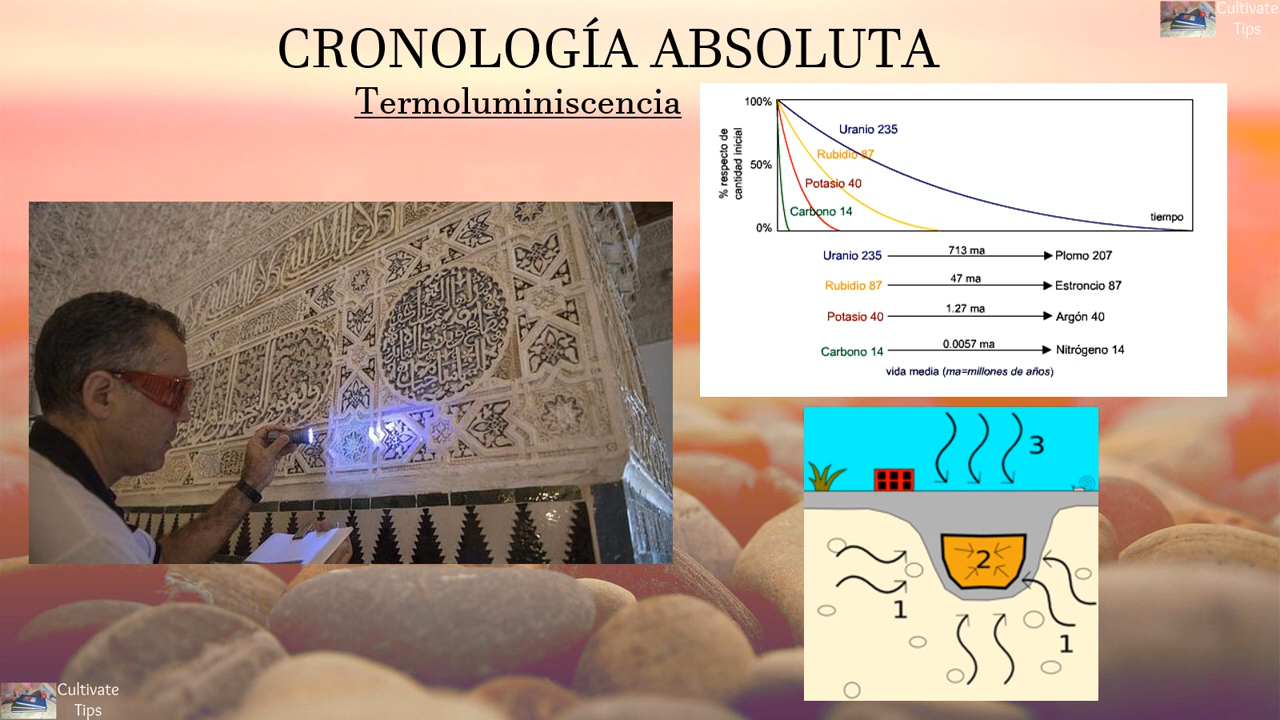 CRONOLOGÍA ABSOLUTA
Termoluminiscencia
Cultivate
Tips
100%
50%
0%
% respecto de
cantidad inicial
Uranio 235
Rubidio 87
Potasio 40
Carbono 14
tiempo
Uranio 235 713 ma Plomo 207
Rubidio 87 47 ma Estroncio 87
Potasio 40 1.27 ma Argón 40
Carbono 14 0.0057 ma Nitrógeno 14
vida media (ma=millones de años)
3
2
1
1
Cultivate
Tips